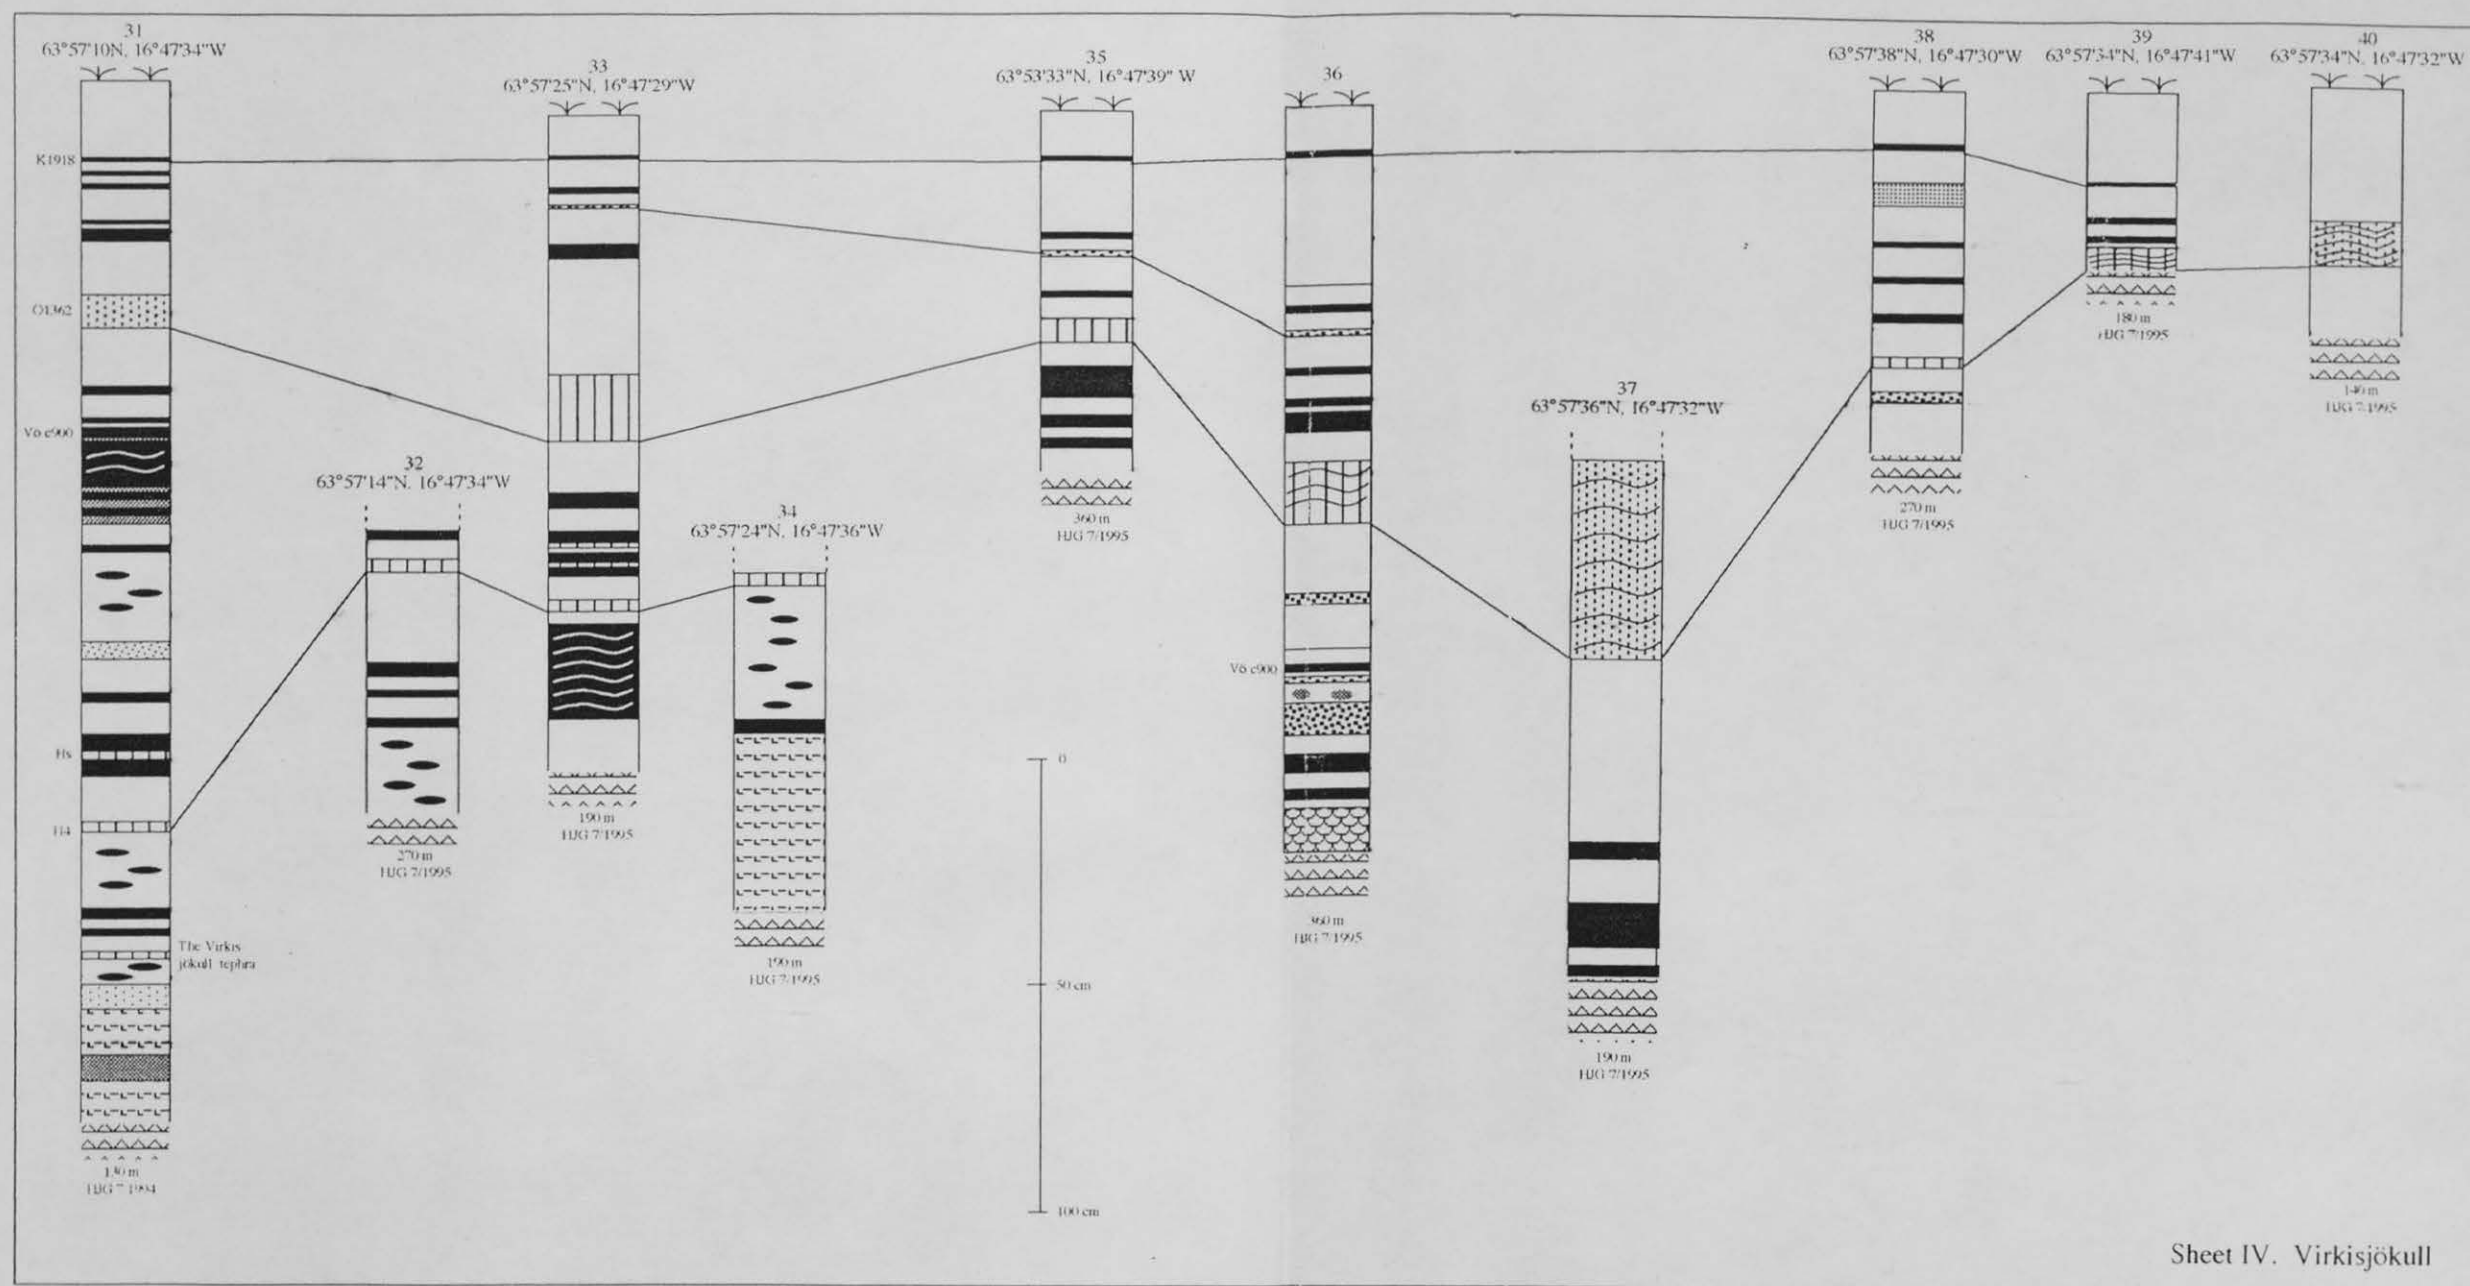 31
63°57'10N, 16°47'34"W
K1918
O1362
Vö c900
Hs
H4
The Virkis
jökull tephra
HJG 7 1994
32
63°57'14"N, 16°47'34"W
270 m
HJG 7/1995
33
63°57'25"N, 16°47'29"W
190 m
HJG 7/1995
34
63°57'24"N, 16°47'36"W
190 m
HJG 7/1995
35
63°53'33"N, 16°47'39" W
360 m
HJG 7/1995
0
50 cm
100 cm
36
Vö c900
360 m
HJG 7/1995
37
63°57'36"N, 16°47'32"W
190 m
HJG 7/1995
38
63°57'38"N, 16°47'30"W
270 m
HJG 7/1995
39
63°57'34"N, 16°47'41"W
180 m
HJG 7/1995
40
63°57'34"N, 16°47'32"W
140 m
HJG 7/1995
Sheet IV. Virkisjökull